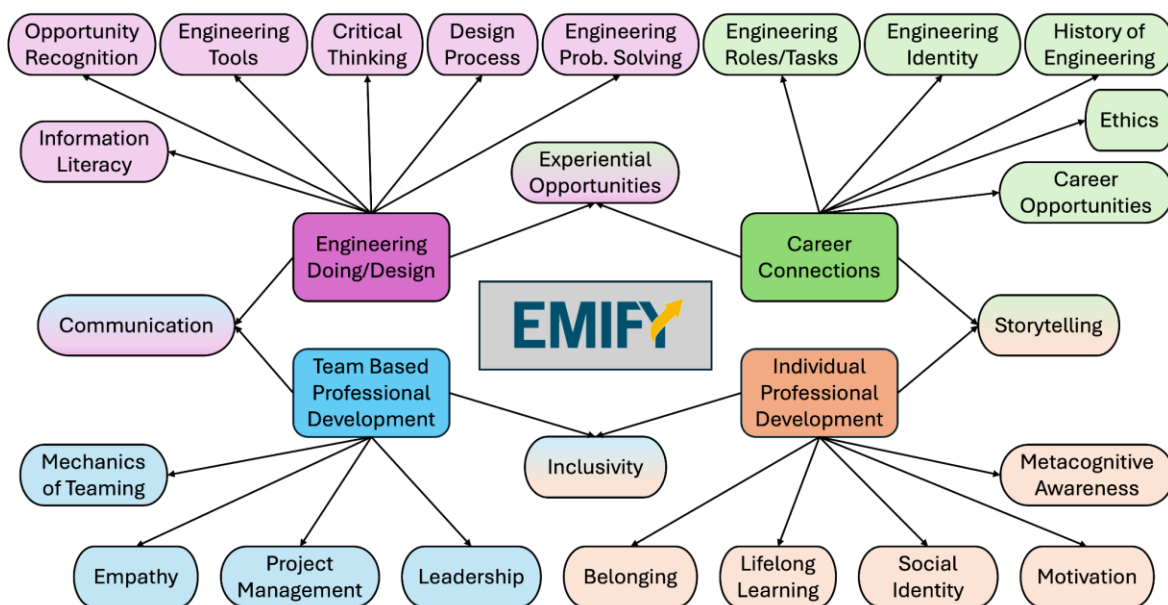 Opportunity
Recognition
Engineering
Tools
Critical
Thinking
Design
Process
Engineering
Prob. Solving
Engineering
Roles/Tasks
Engineering
Identity
History of
Engineering
Ethics
Information
Literacy
Experiential
Opportunities
Career
Opportunities
Engineering
Doing/Design
Career
Connections
Communication
EMIFY
Storytelling
Team Based
Professional
Development
Individual
Professional
Development
Mechanics
of Teaming
Inclusivity
Metacognitive
Awareness
Empathy
Project
Management
Leadership
Belonging
Lifelong
Learning
Social
Identity
Motivation